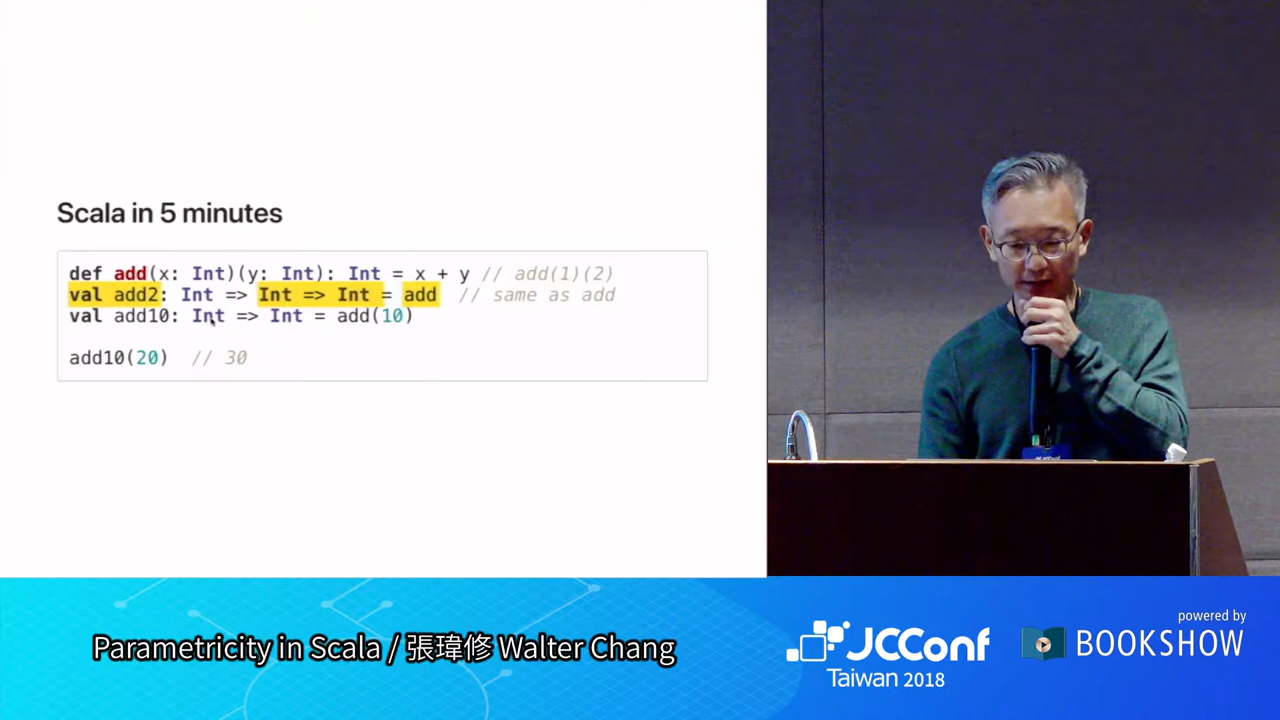 Scala in 5 minutes
def add(x: Int)(y: Int): Int = x + y // add(1)(2)
val add2: Int => Int => Int = add // same as add
val add10: Int => Int = add(10)
add10(20) // 30
Parametricity in Scala / 張瑋修 Walter Chang
JCConf
Taiwan 2018
powered by
BOOKSHOW